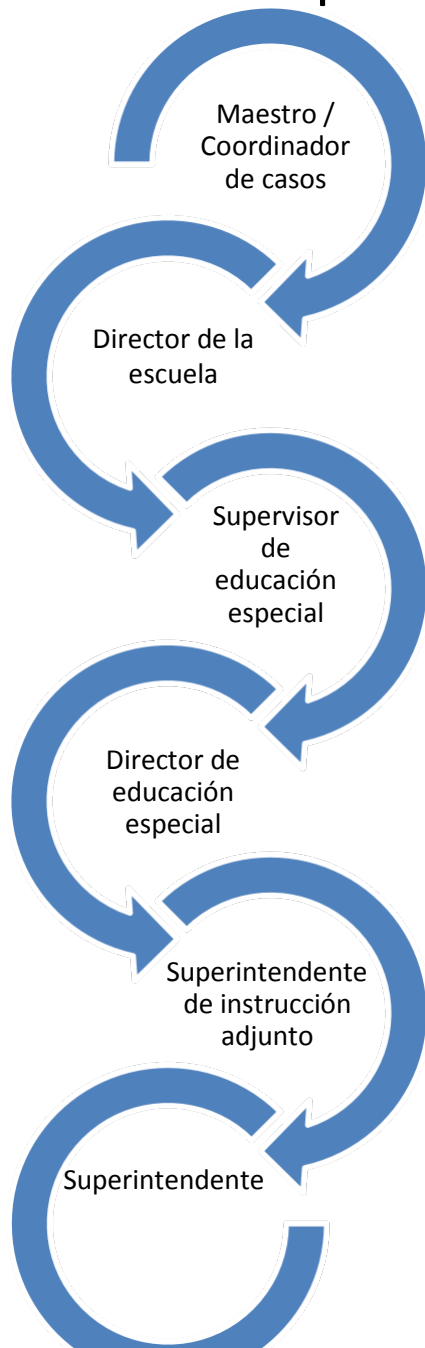 Maestro /
Coordinador
de casos
Director de la
escuela
Supervisor
de
educación
especial
Director de
educación
especial
Superintendente
de instrucción
adjunto
Superintendente